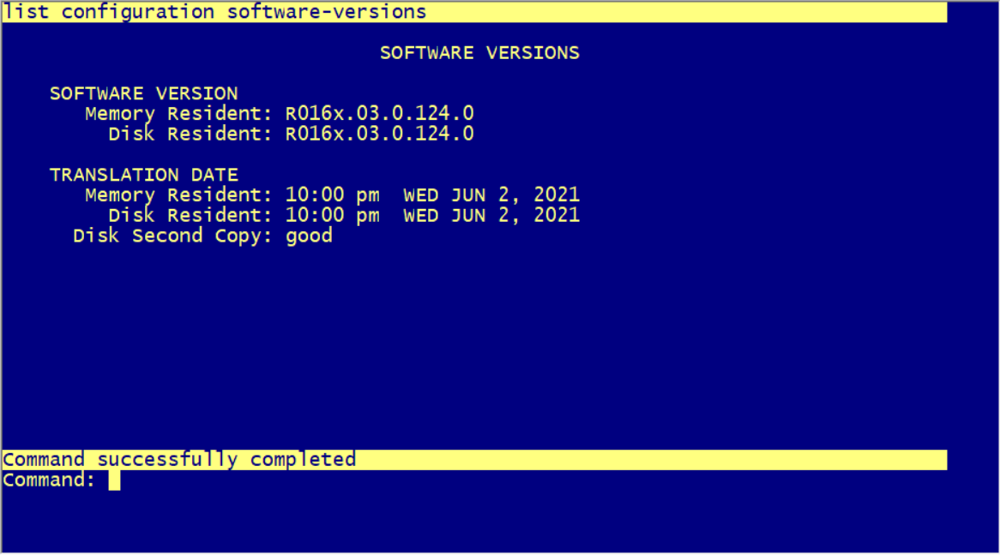 list configuration software-versions
SOFTWARE VERSIONS
SOFTWARE VERSION
Memory Resident: R016x.03.0.124.0
Disk Resident: R016x.03.0.124.0
TRANSLATION DATE
Memory Resident: 10:00 pm  WED JUN 2, 2021
Disk Resident: 10:00 pm  WED JUN 2, 2021
Disk Second Copy: good
Command successfully completed
Command: